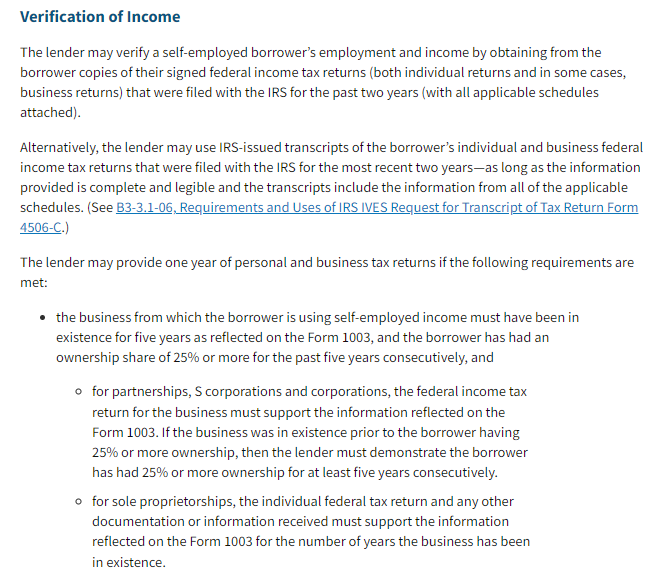 Verification of Income
The lender may verify a self-employed borrower's employment and income by obtaining from the
borrower copies of their signed federal income tax returns (both individual returns and in some cases,
business returns) that were filed with the IRS for the past two years (with all applicable schedules
attached).
Alternatively, the lender may use IRS-issued transcripts of the borrower's individual and business federal
income tax returns that were filed with the IRS for the most recent two years—as long as the information
provided is complete and legible and the transcripts include the information from all of the applicable
schedules. (See B3-3.1-06, Requirements and Uses of IRS IVES Request for Transcript of Tax Return Form
4506-C.)
The lender may provide one year of personal and business tax returns if the following requirements are
met:
• the business from which the borrower is using self-employed income must have been in
existence for five years as reflected on the Form 1003, and the borrower has had an
ownership share of 25% or more for the past five years consecutively, and
○ for partnerships, S corporations and corporations, the federal income tax
return for the business must support the information reflected on the
Form 1003. If the business was in existence prior to the borrower having
25% or more ownership, then the lender must demonstrate the borrower
has had 25% or more ownership for at least five years consecutively.
○ for sole proprietorships, the individual federal tax return and any other
documentation or information received must support the information
reflected on the Form 1003 for the number of years the business has been
in existence.